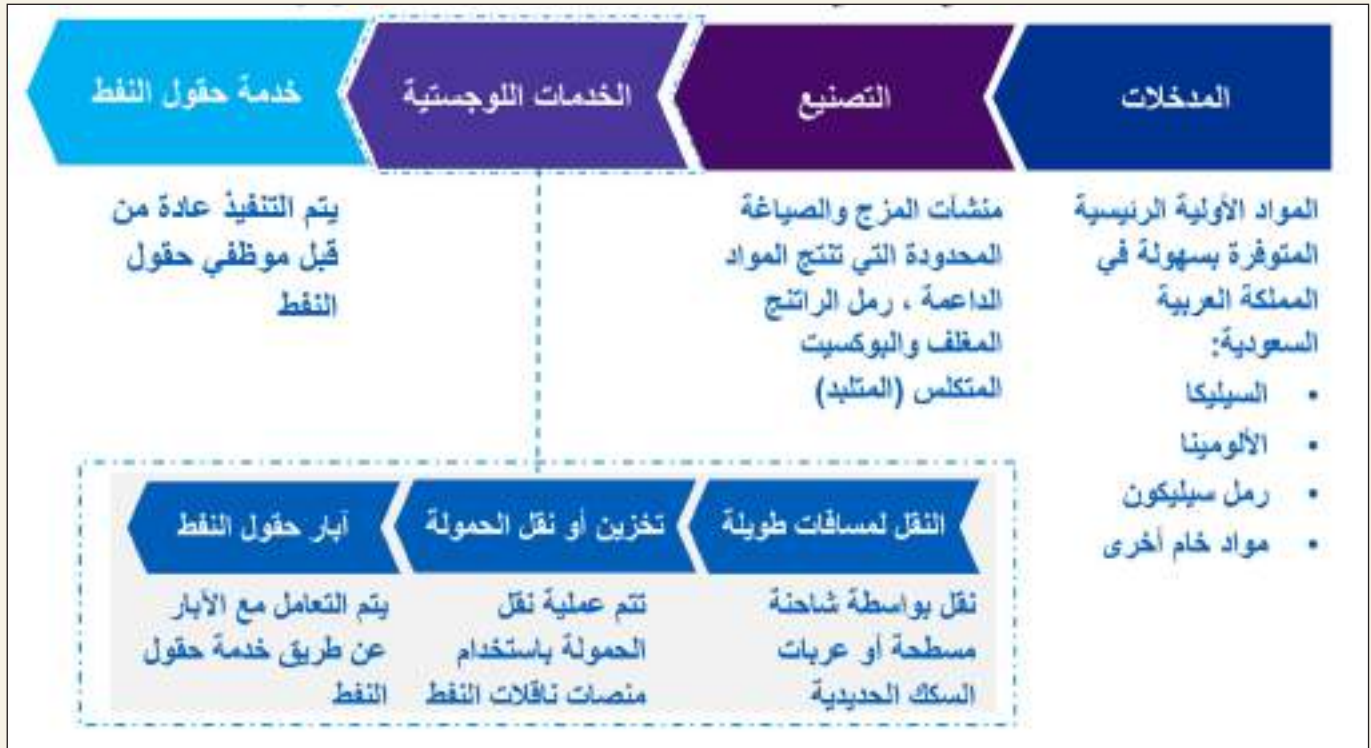 المدخلات
التصنيع
الخدمات اللوجستية
خدمة حقول النفط
المواد الأولية الرئيسية
المتوفرة بسهولة في
المملكة العربية
السعودية:
• السيليكا
• الألومينا
• رمل سيليكون
• مواد خام أخرى
منشآت المزج والصياغة
المحدودة التي تنتج المواد
الداعمة ، رمل الراتنج
المغلف والبوكسيت
المتكلس (المتلبد)
يتم التنفيذ عادة من
قبل موظفي حقول
النفط
النقل لمسافات طويلة
تخزين أو نقل الحمولة
آبار حقول النفط
نقل بواسطة شاحنة
مسطحة أو عربات
السكك الحديدية
تتم عملية نقل
الحمولة باستخدام
منصات ناقلات النفط
يتم التعامل مع الآبار
عن طريق خدمة حقول
النفط